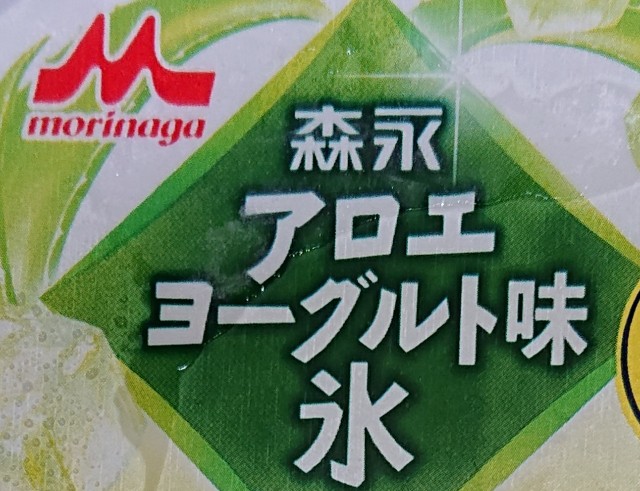 morinaga
森永
アロエ
ヨーグルト味
氷